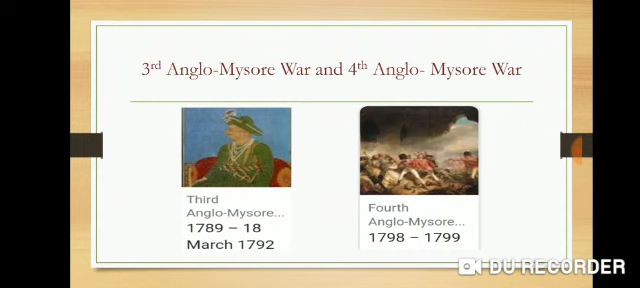 3rd Anglo-Mysore War and 4th Anglo- Mysore War
Third
Anglo-Mysore...
1789 – 18
March 1792
Fourth
Anglo-Mysore...
1798 – 1799
DU RECORDER